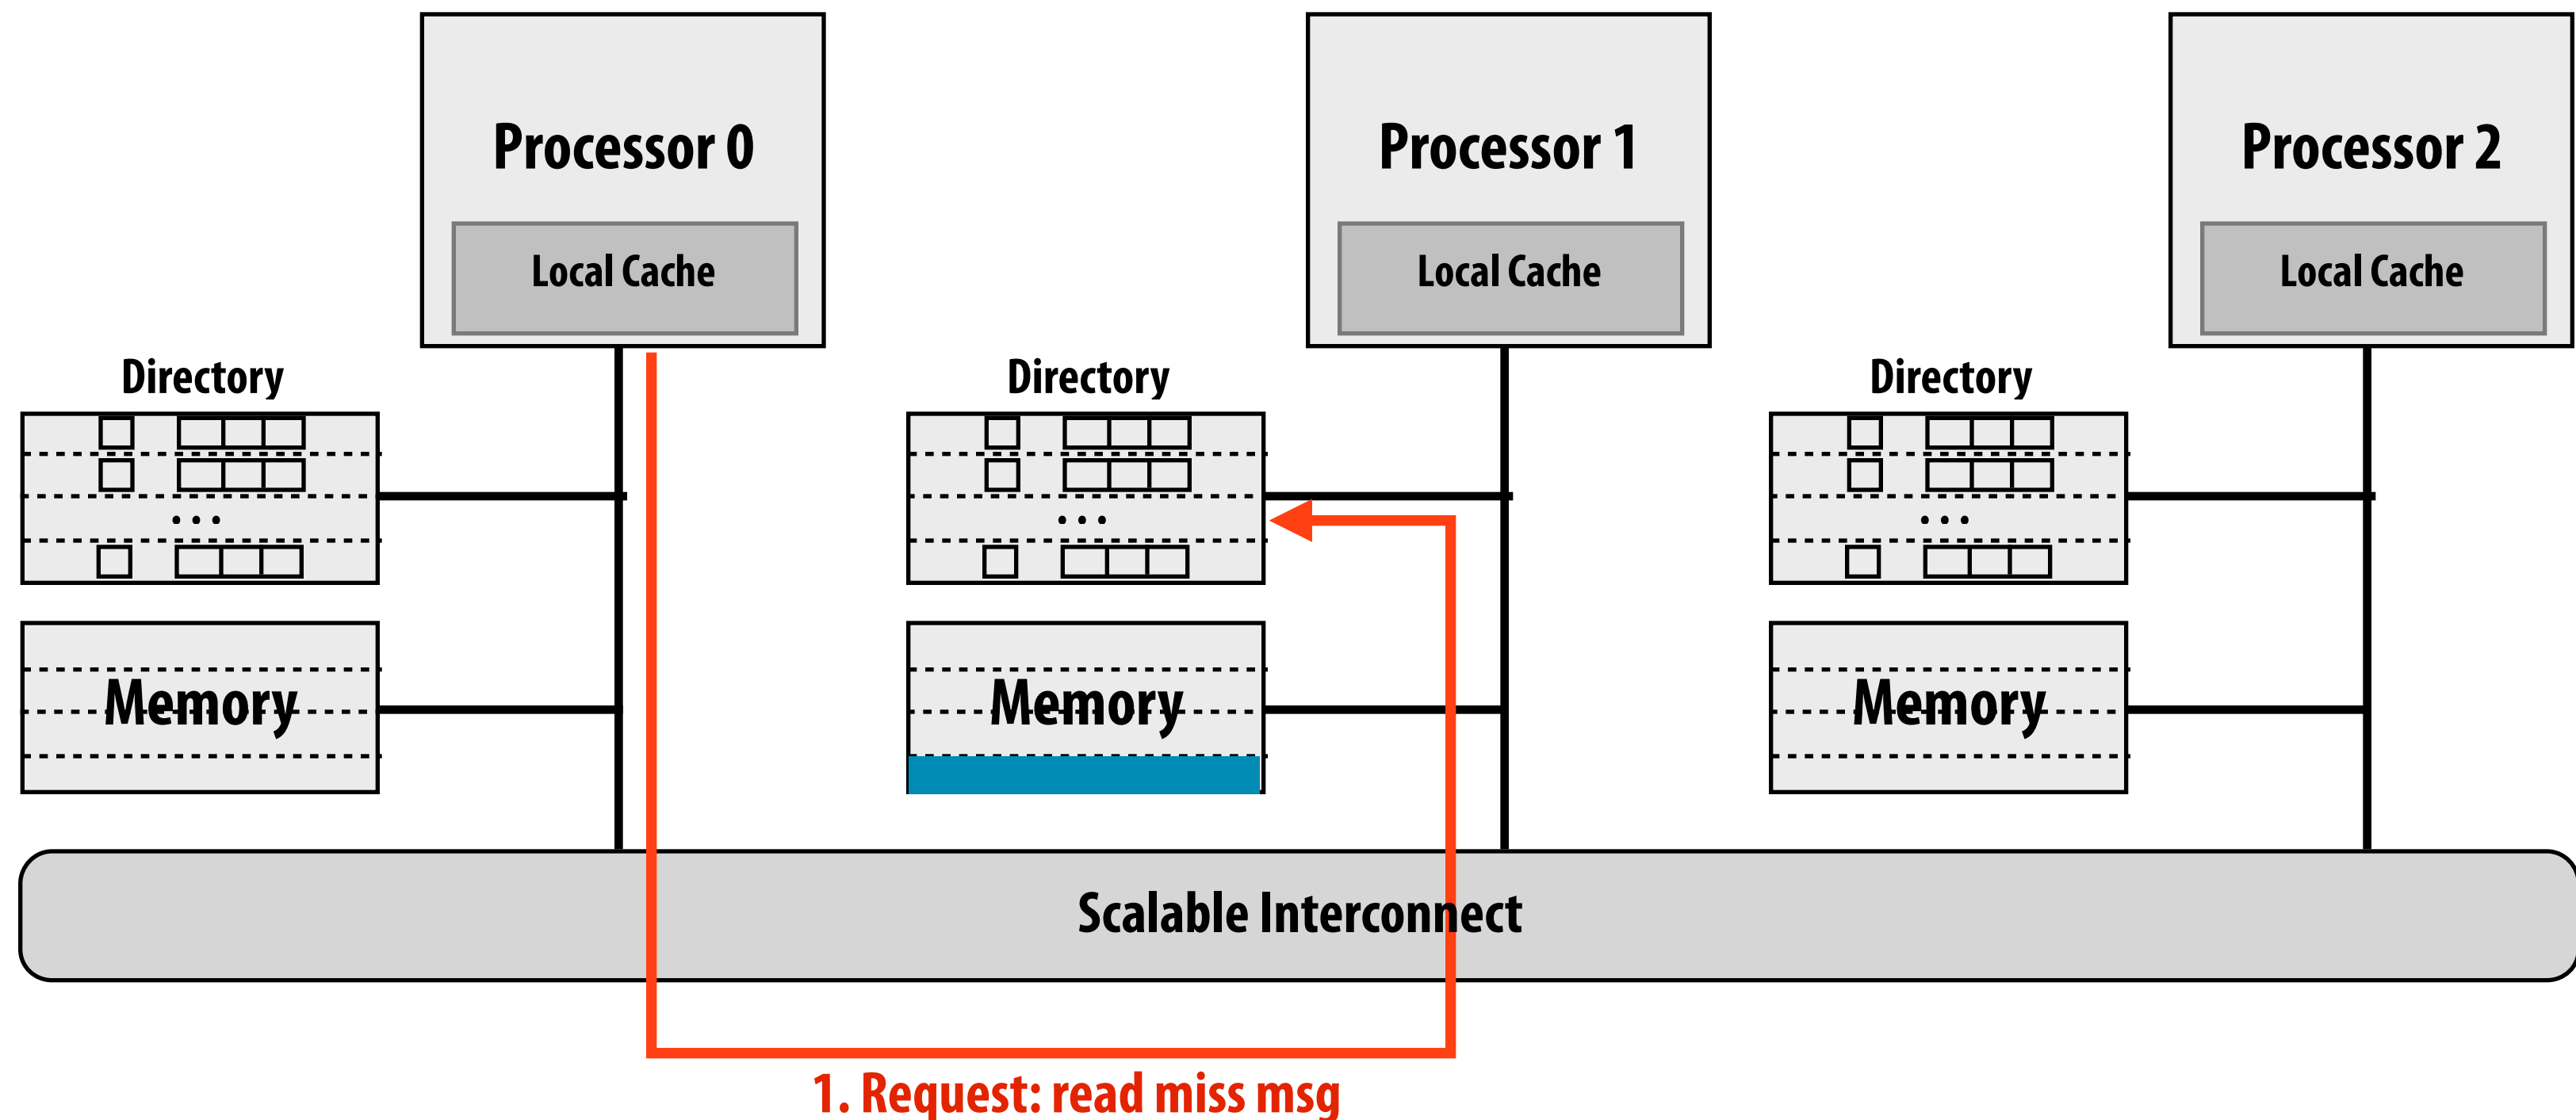 Processor 0
Processor 1
Processor 2
Local Cache
Local Cache
Local Cache
Directory
Directory
Directory
• • •
• • •
• • •
Memory
Memory
Memory
Scalable Interconnect
1. Request: read miss msg